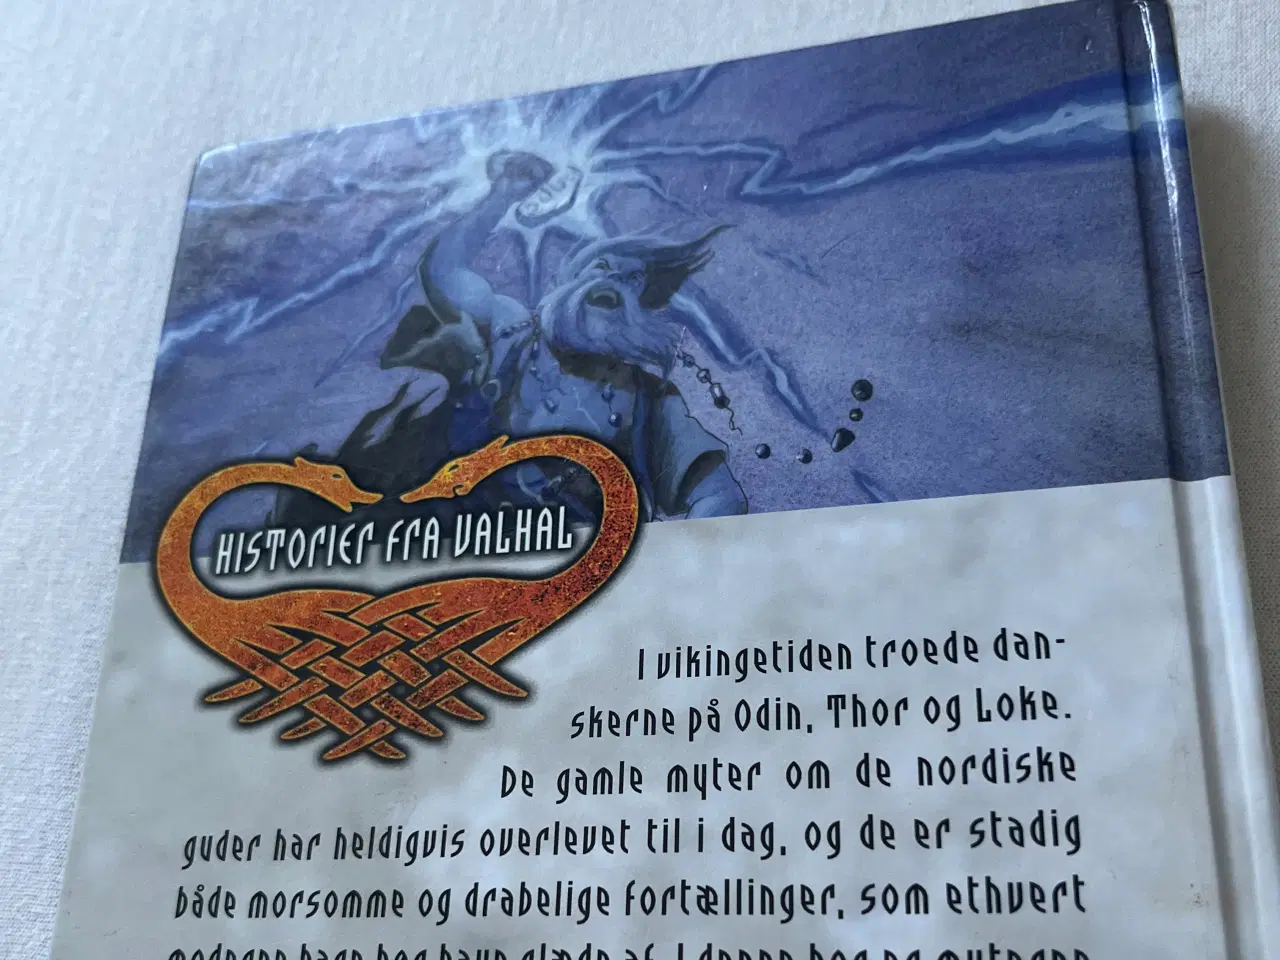 HISTORIER FRA VALHAL
I vikingetiden troede dan-
skerne på Odin, Thor og Loke.
De gamle myter om de nordiske
guder har heldigvis overlevet til i dag, og de er stadig
både morsomme og drabelige fortællinger, som ethvert